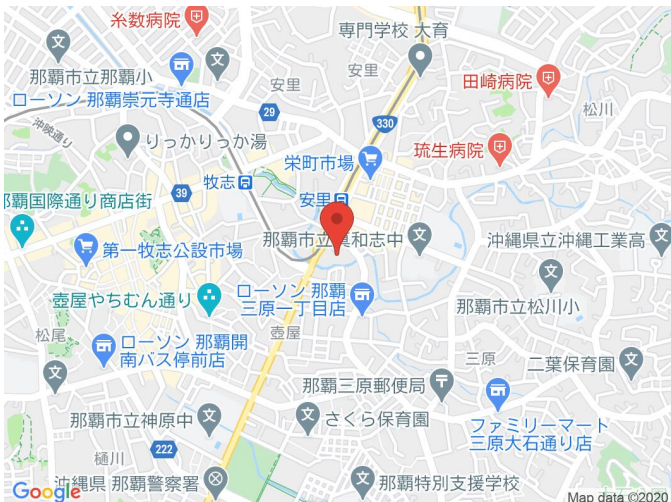 糸数病院
専門学校 大育
那覇市立那覇小
安里
安里
田崎病院
ローソン 那覇崇元寺通店
29
松川
沖映通り
330
りっかりっか湯
琉生病院
栄町市場
牧志
39
安里
那覇国際通り商店街
那覇市立真和志中
沖縄県立沖縄工業高
第一牧志公設市場
ローソン 那覇
三原一丁目店
那覇市立松川小
壺屋やちむん通り
松尾
壺屋
ローソン 那覇開
南バス停前店
三原
二葉保育園
那覇三原郵便局
那覇市立神原中
さくら保育園
ファミリーマート
三原大石通り店
222
樋川
沖縄県 那覇警察署
那覇特別支援学校
Google
Map data ©2020